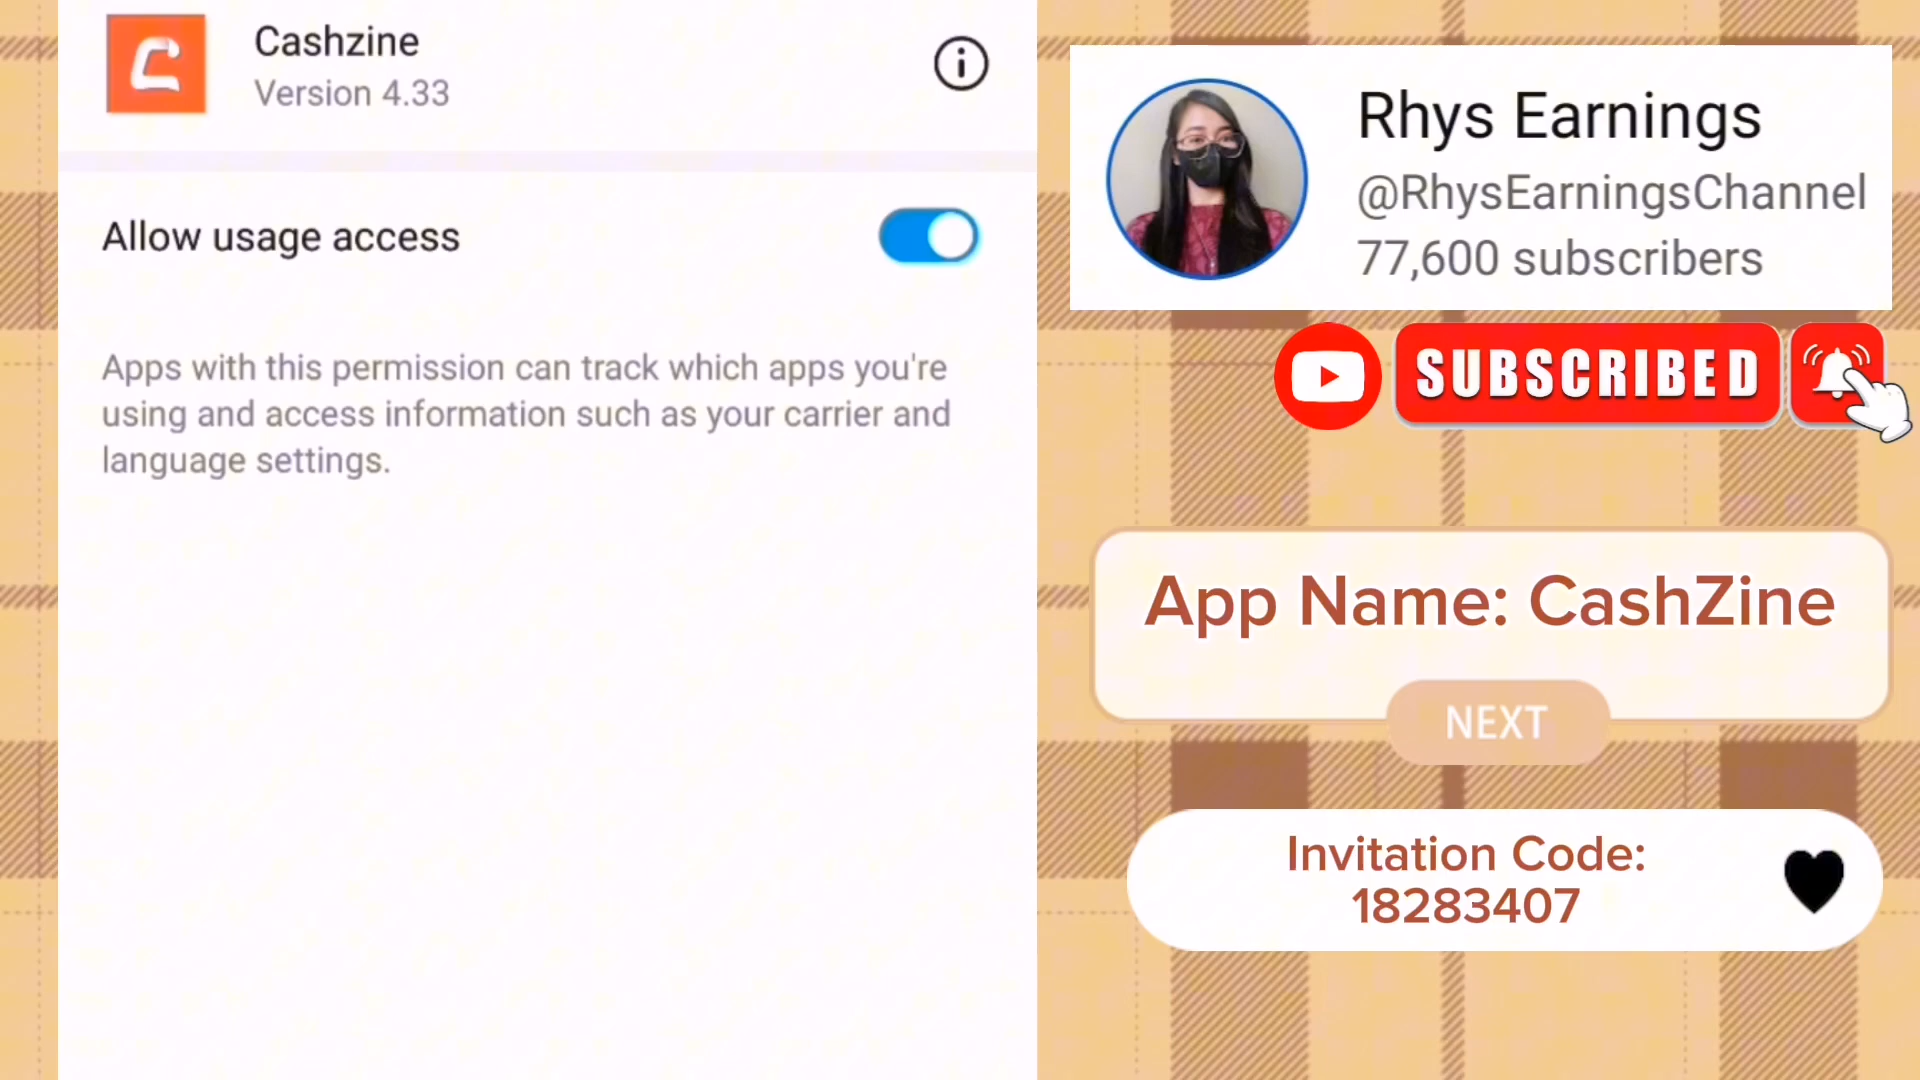 Cashzine
Version 4.33
Allow usage access
Apps with this permission can track which apps you're
using and access information such as your carrier and
language settings.
Rhys Earnings
@RhysEarningsChannel
77,600 subscribers
SUBSCRIBED
App Name: CashZine
NEXT
Invitation Code:
18283407